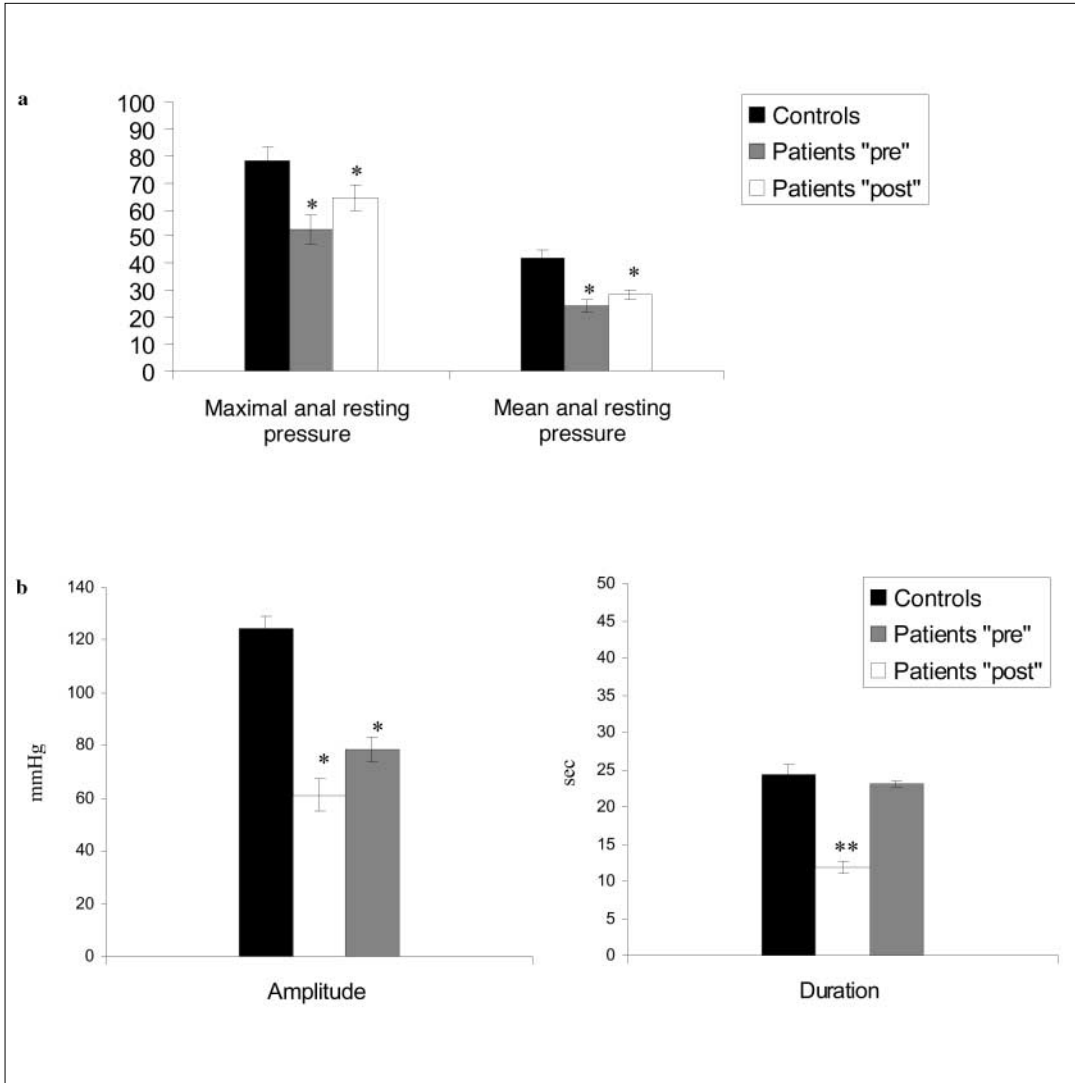 a
100
90
80
70
60
50
40
30
20
10
0
* *
* *
Maximal anal resting
pressure
Mean anal resting
pressure
Controls
Patients "pre"
Patients "post"
b
mmHg
140
120
100
80
60
40
20
0
* *
Amplitude
sec
50
45
40
35
30
25
20
15
10
5
0
**
Duration
Controls
Patients "pre"
Patients "post"